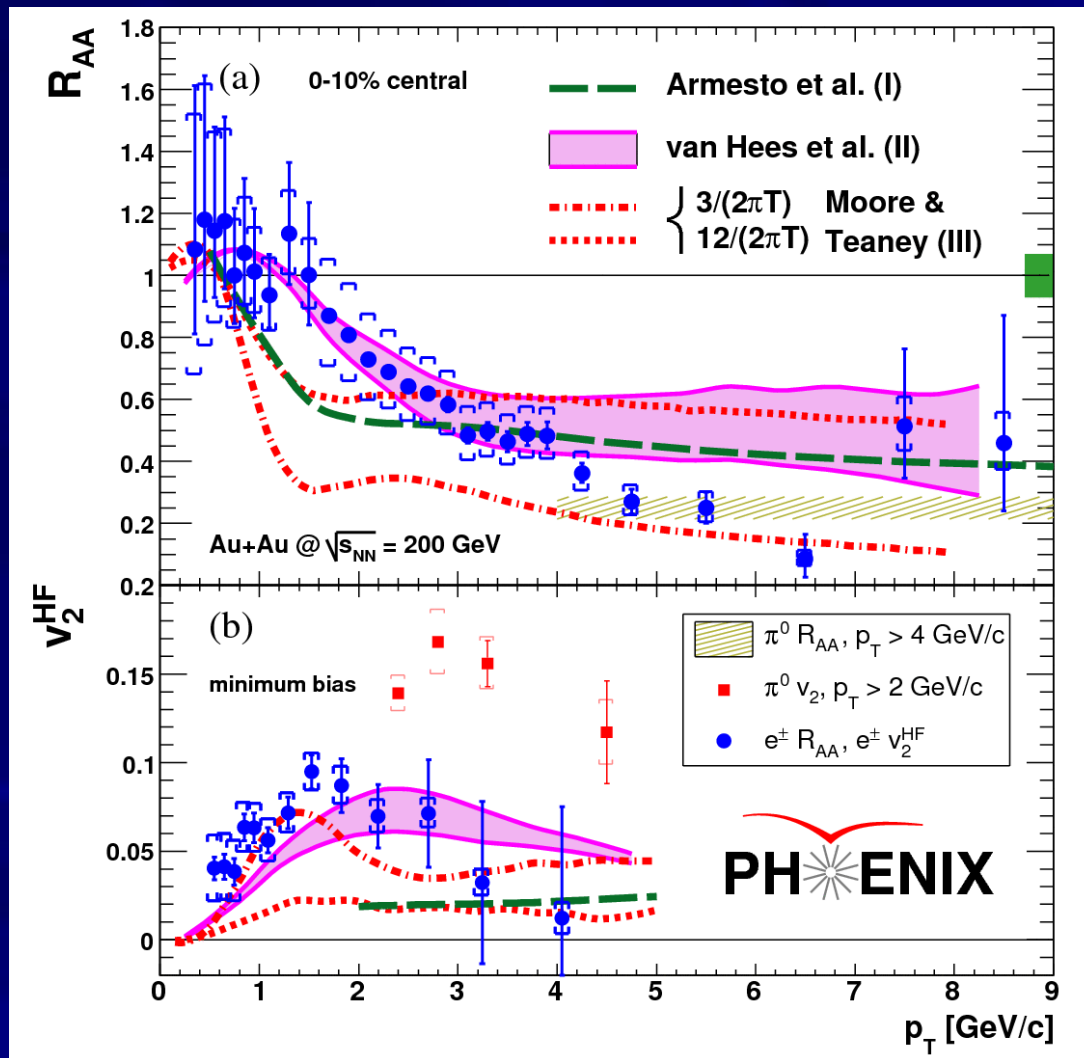 R_AA
1.8
1.6
1.4
1.2
1
0.8
0.6
0.4
0.2
(a) 0-10% central
Armesto et al. (I)
van Hees et al. (II)
3/(2πT) Moore &
12/(2πT) Teaney (III)
Au+Au @ √s_NN = 200 GeV
v_2^HF
0.2
0.15
0.1
0.05
0
(b)
minimum bias
π⁰ R_AA, p_T > 4 GeV/c
π⁰ v_2, p_T > 2 GeV/c
e^± R_AA, e^± v_2^HF
PHENIX
0 1 2 3 4 5 6 7 8 9
p_T [GeV/c]